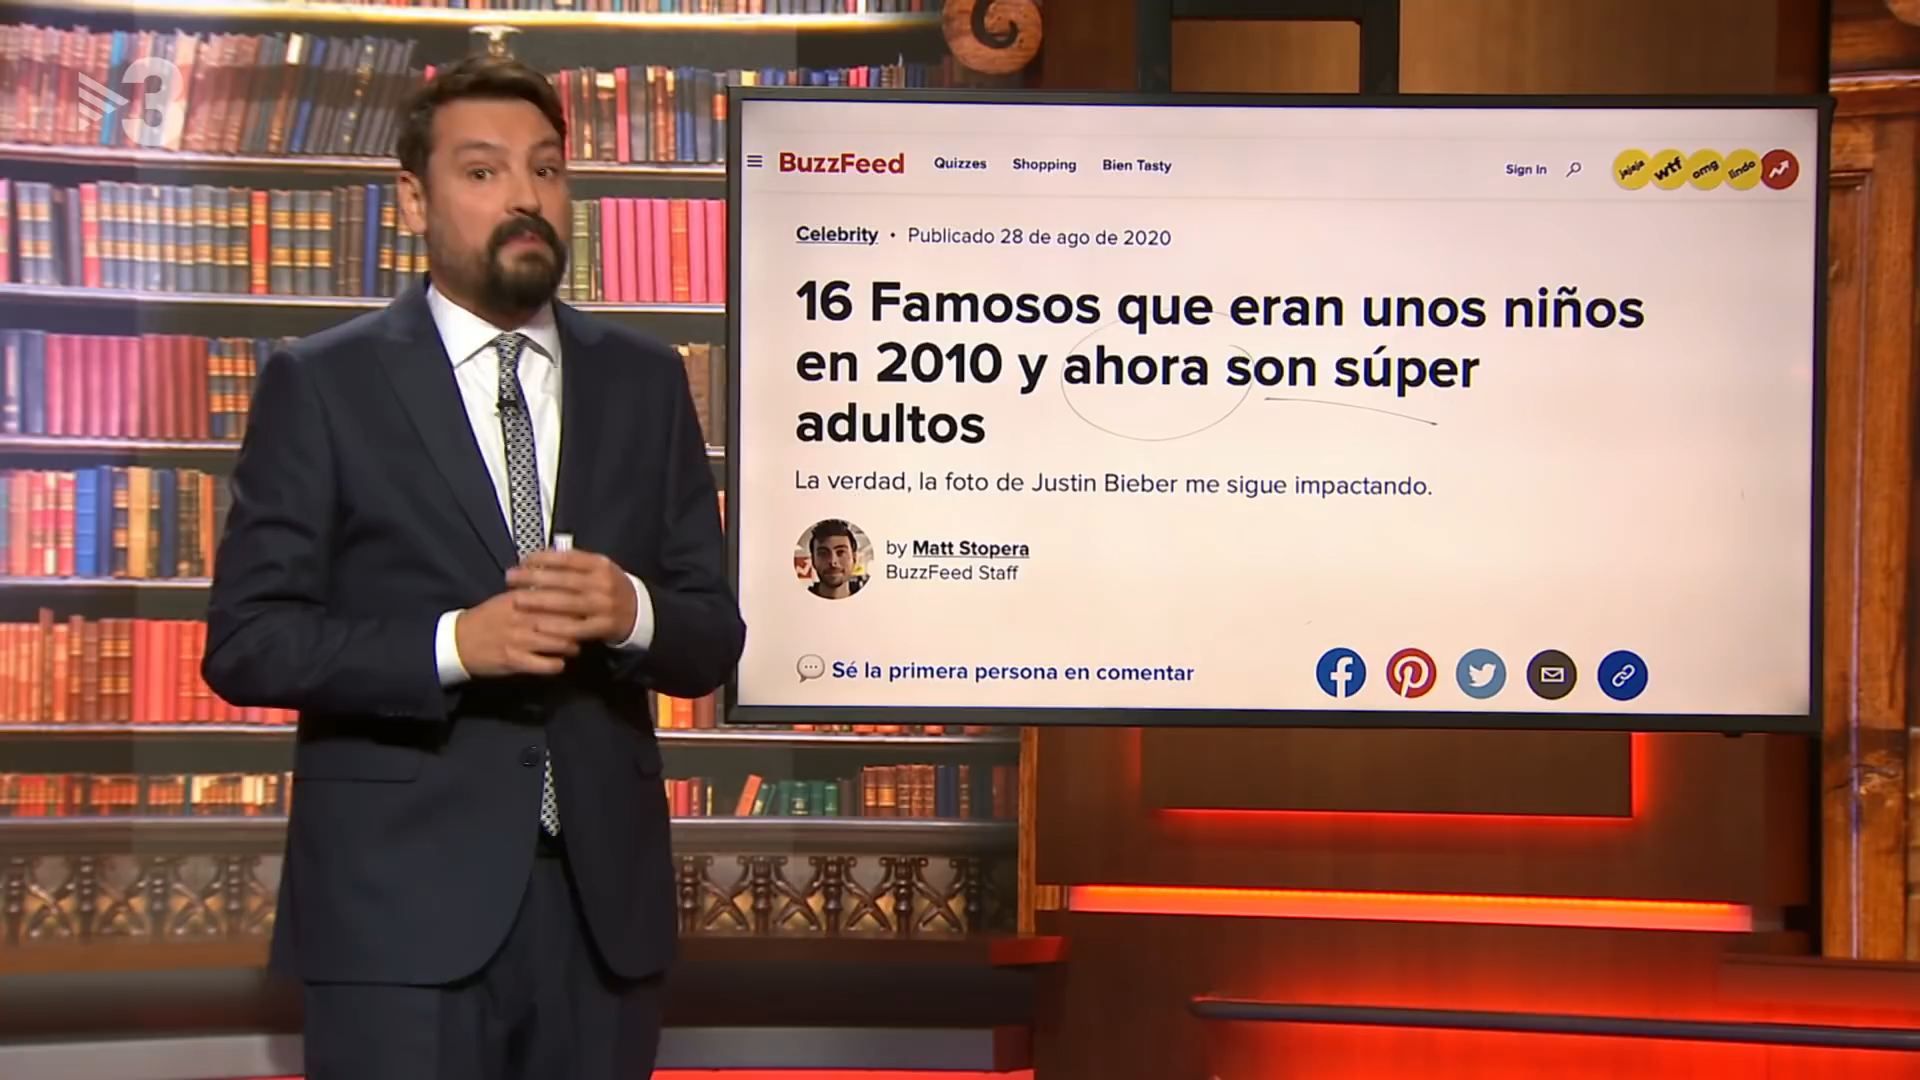 3
BuzzFeed Quizzes Shopping Bien Tasty Sign In jajaja wtf omg lindo
Celebrity • Publicado 28 de ago de 2020
16 Famosos que eran unos niños
en 2010 y ahora son súper
adultos
La verdad, la foto de Justin Bieber me sigue impactando.
by Matt Stopera
BuzzFeed Staff
Sé la primera persona en comentar